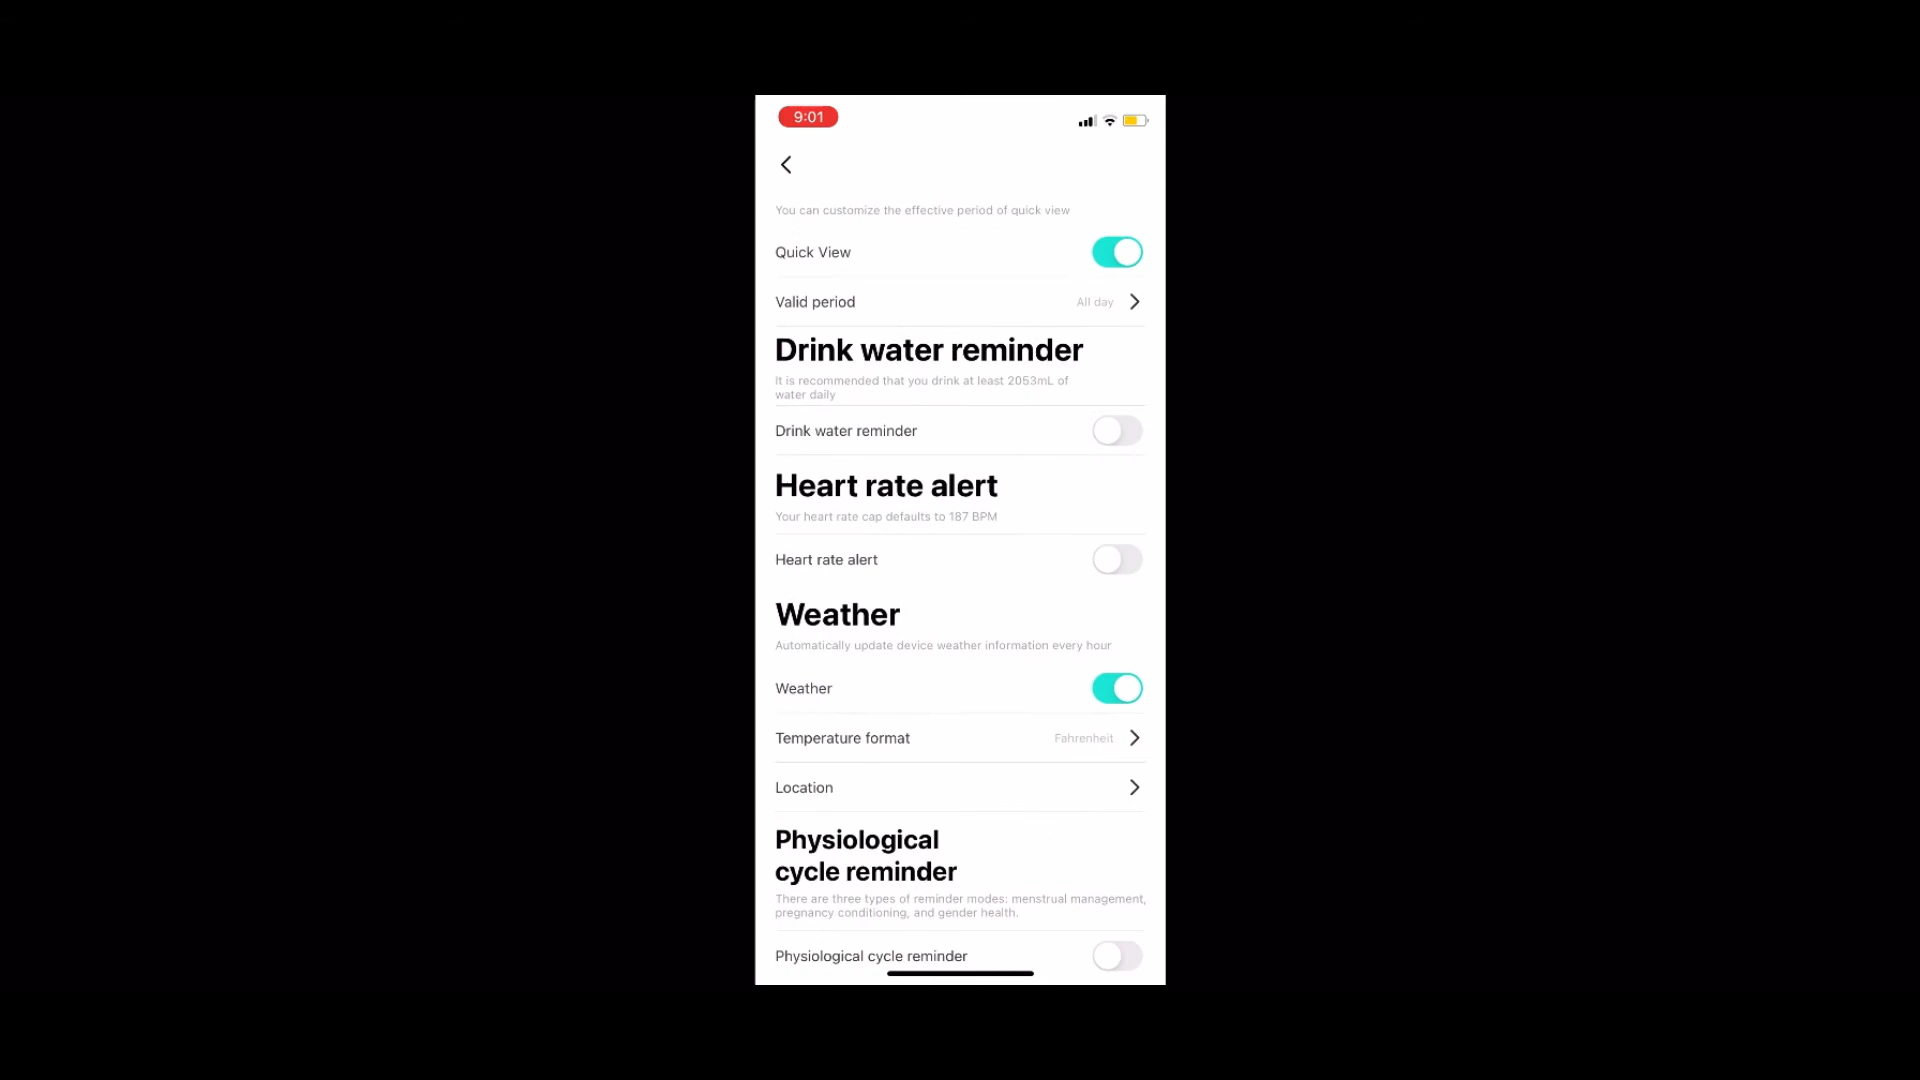 9:01
You can customize the effective period of quick view
Quick View
Valid period All day
Drink water reminder
It is recommended that you drink at least 2053mL of
water daily
Drink water reminder
Heart rate alert
Your heart rate cap defaults to 187 BPM
Heart rate alert
Weather
Automatically update device weather information every hour
Weather
Temperature format Fahrenheit
Location
Physiological
cycle reminder
There are three types of reminder modes: menstrual management,
pregnancy conditioning, and gender health.
Physiological cycle reminder